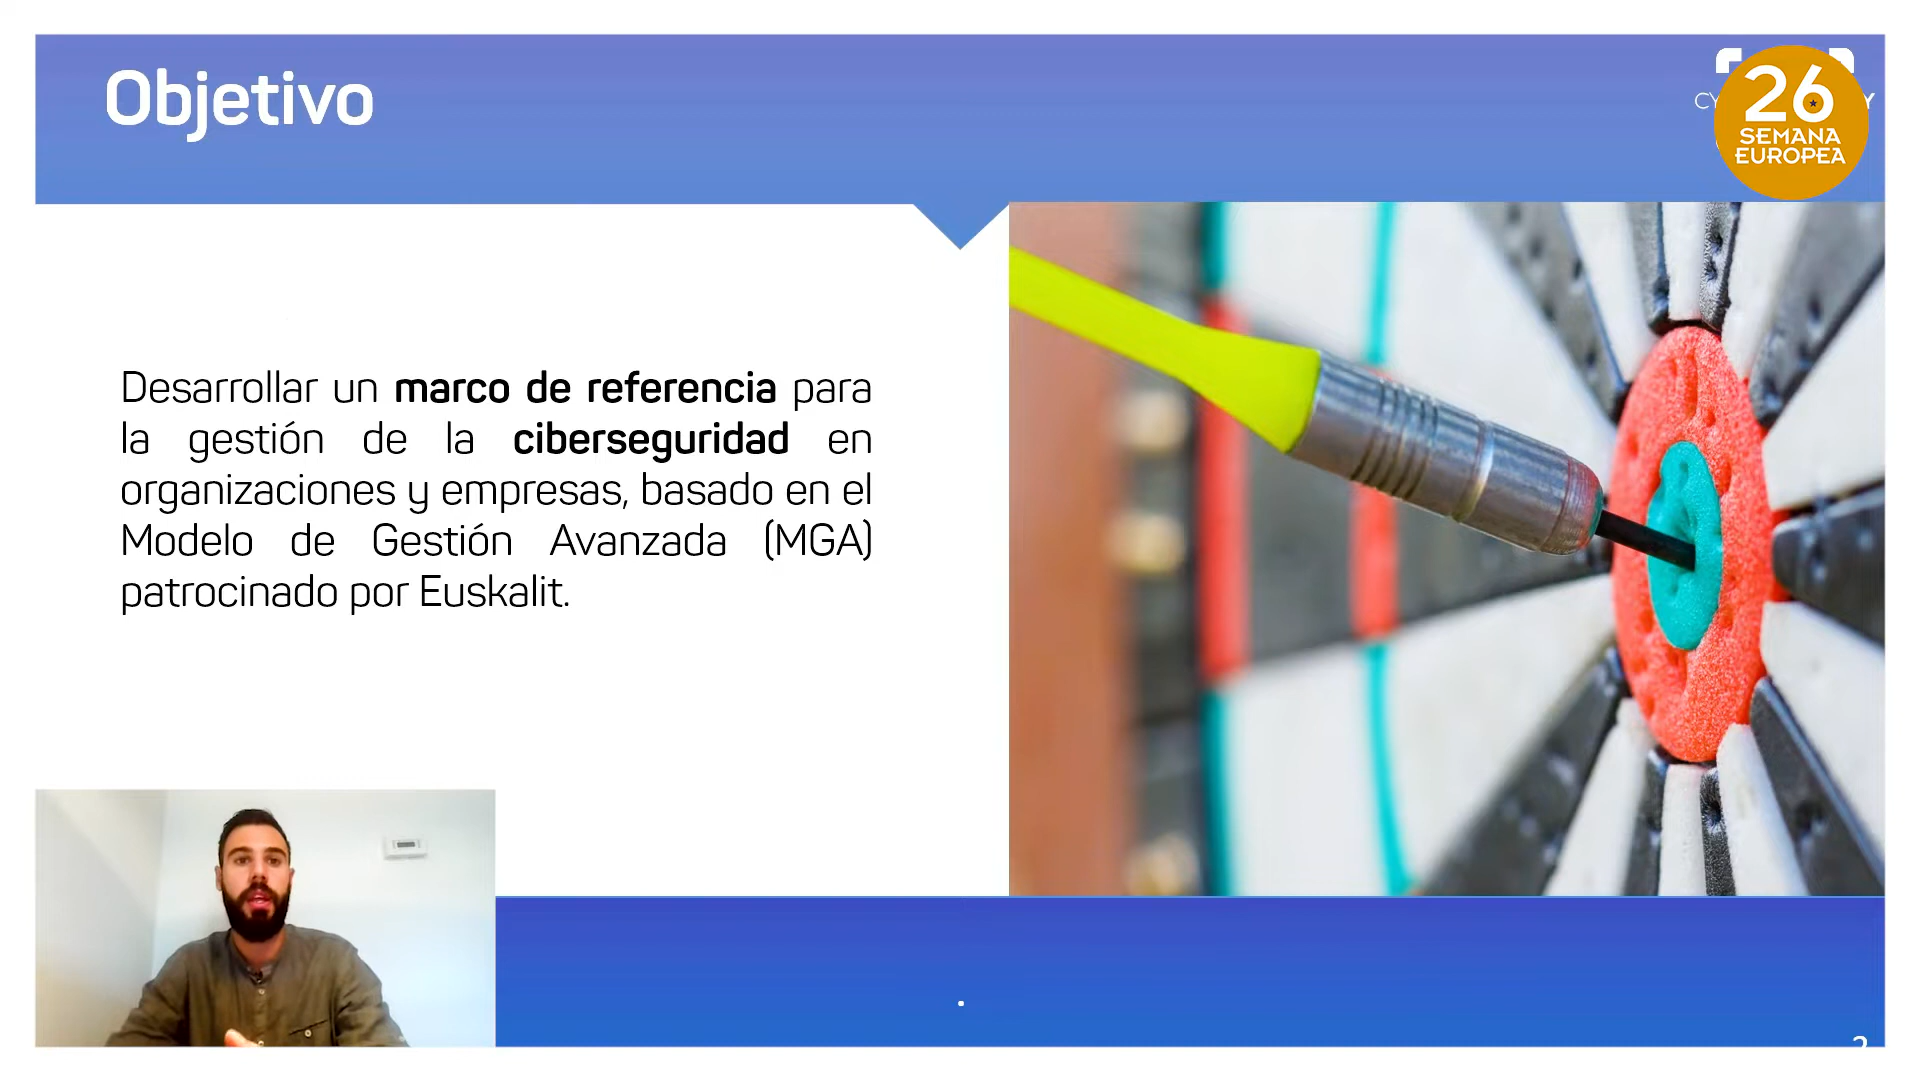 Objetivo
26
SEMANA
EUROPEA
Desarrollar un marco de referencia para
la gestión de la ciberseguridad en
organizaciones y empresas, basado en el
Modelo de Gestión Avanzada (MGA)
patrocinado por Euskalit.